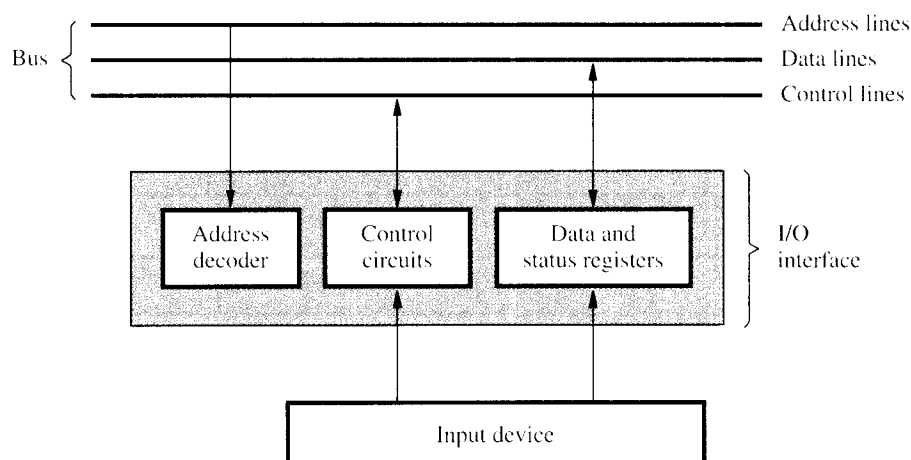 Address lines
Bus
Data lines
Control lines
Address
decoder
Control
circuits
Data and
status registers
I/O
interface
Input device